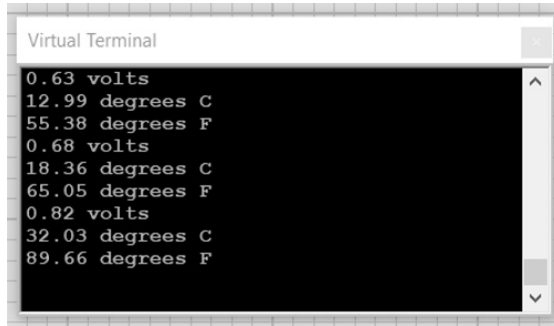 Virtual Terminal
0.63 volts
12.99 degrees C
55.38 degrees F
0.68 volts
18.36 degrees C
65.05 degrees F
0.82 volts
32.03 degrees C
89.66 degrees F